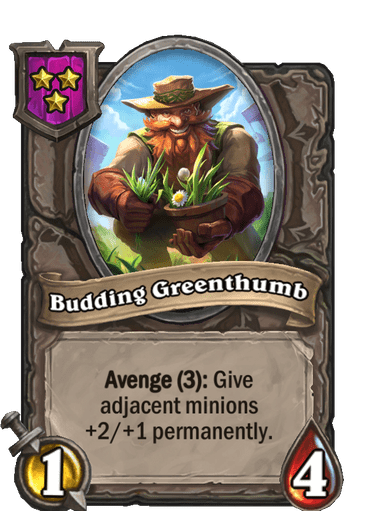 Budding Greenthumb
Avenge (3): Give
adjacent minions
+2/+1 permanently.
1
4